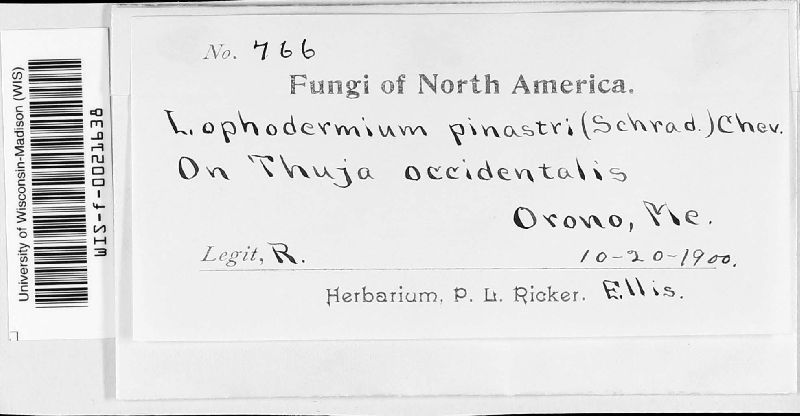 No. 766
Fungi of North America.
Lophodermium pinastri (Schrad.) Chev.
On Thuja occidentalis
Orono, Me.
Legit, R. 10-20-1900.
Herbarium, P. L. Ricker. Ellis.
University of Wisconsin-Madison (WIS)
WIS-f-0021638